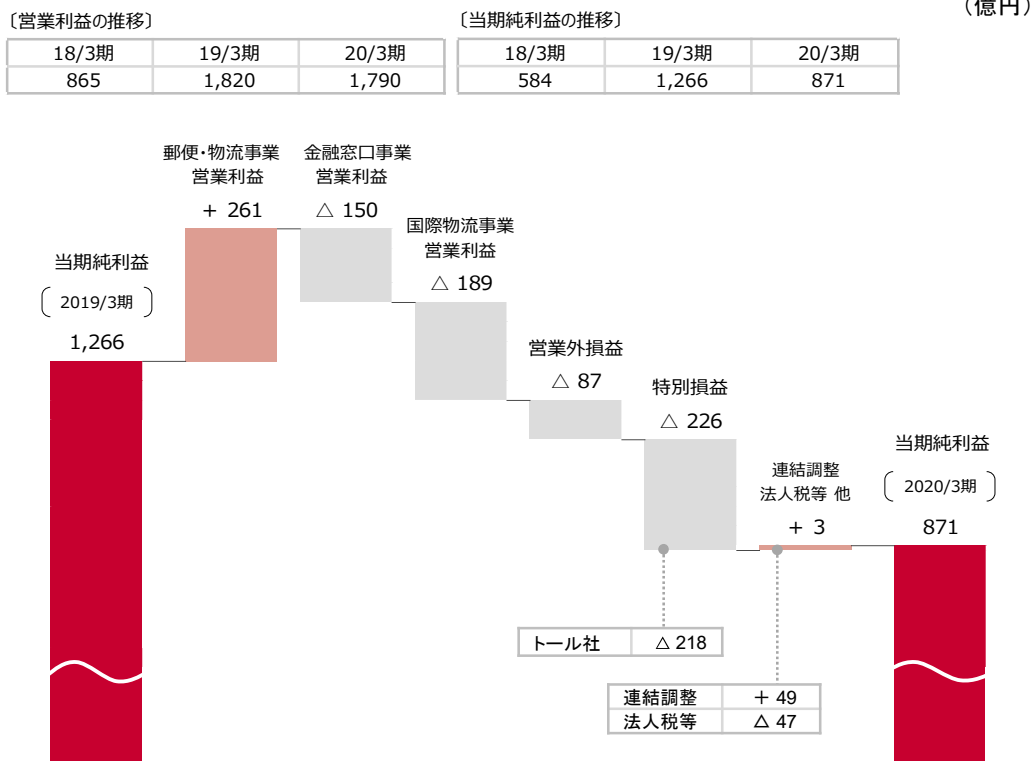 (億円)
〔営業利益の推移〕
18/3期 19/3期 20/3期
865 1,820 1,790
〔当期純利益の推移〕
18/3期 19/3期 20/3期
584 1,266 871
当期純利益
2019/3期
1,266
郵便・物流事業
営業利益
+ 261
金融窓口事業
営業利益
△ 150
国際物流事業
営業利益
△ 189
営業外損益
△ 87
特別損益
△ 226
連結調整
法人税等 他
+ 3
当期純利益
2020/3期
871
トール社 △ 218
連結調整 + 49
法人税等 △ 47